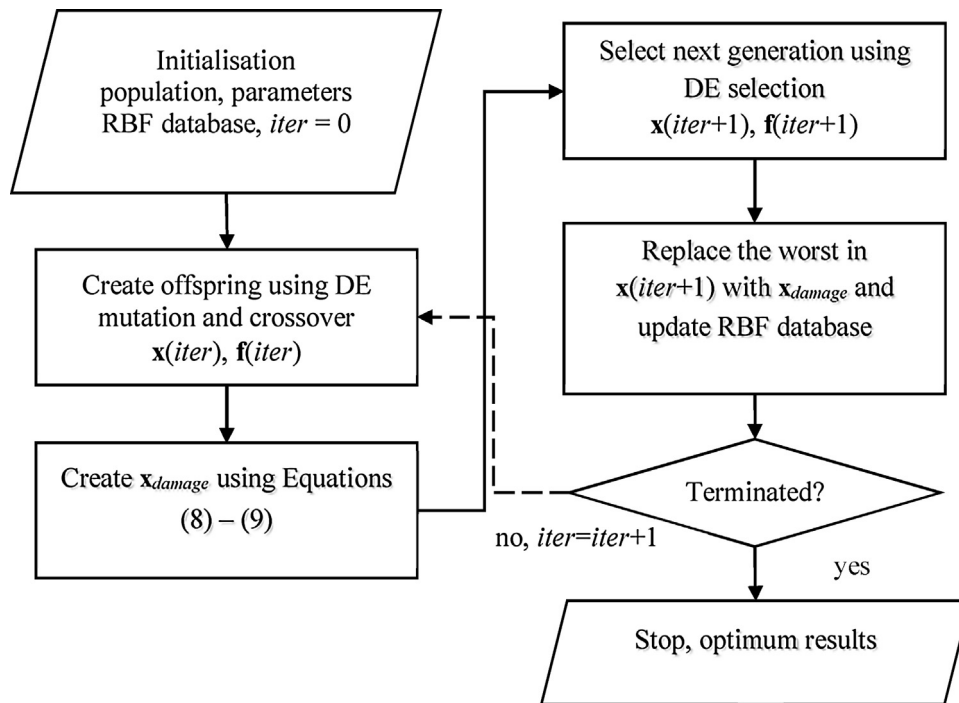 Initialisation
population, parameters
RBF database, iter = 0
Create offspring using DE
mutation and crossover
x(iter), f(iter)
Create xdamage using Equations
(8) – (9)
Select next generation using
DE selection
x(iter+1), f(iter+1)
Replace the worst in
x(iter+1) with xdamage and
update RBF database
Terminated?
no, iter=iter+1
yes
Stop, optimum results